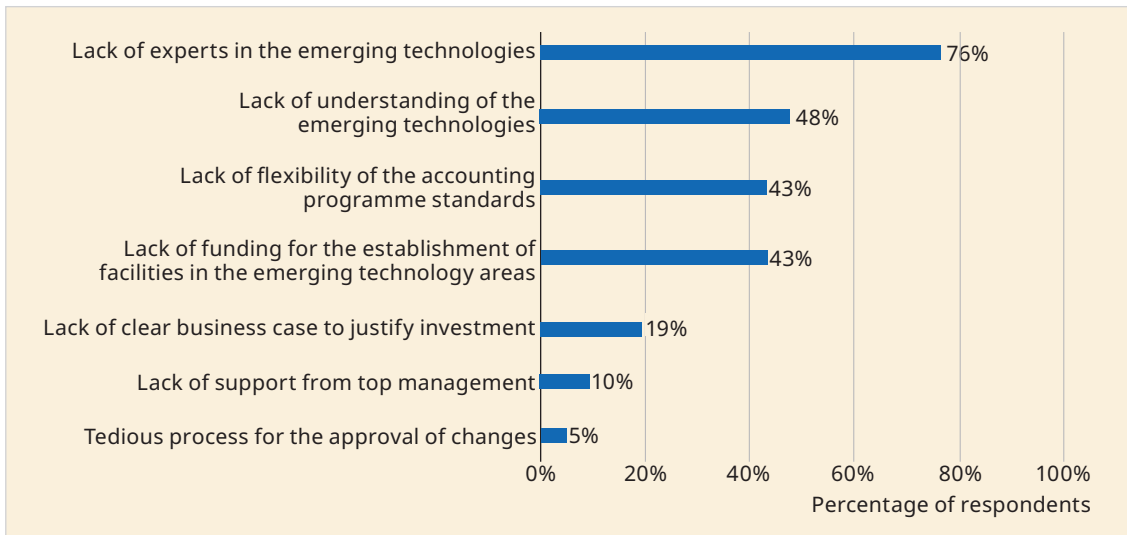 Lack of experts in the emerging technologies
76%
Lack of understanding of the
emerging technologies
48%
Lack of flexibility of the accounting
programme standards
43%
Lack of funding for the establishment of
facilities in the emerging technology areas
43%
Lack of clear business case to justify investment
19%
Lack of support from top management
10%
Tedious process for the approval of changes
5%
0% 20% 40% 60% 80% 100%
Percentage of respondents